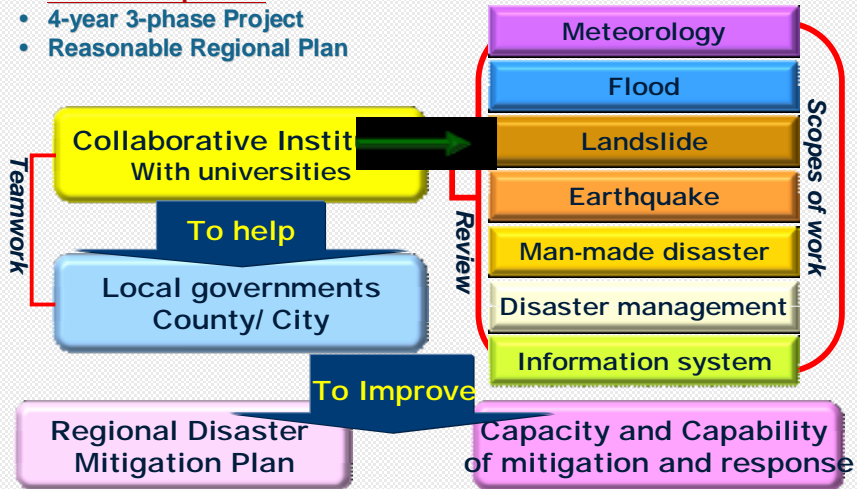 • 4-year 3-phase Project
• Reasonable Regional Plan
Teamwork
Collaborative Instit
With universities
To help
Local governments
County/ City
Review
Meteorology
Flood
Landslide
Earthquake
Man-made disaster
Disaster management
Information system
Scopes of work
To Improve
Regional Disaster
Mitigation Plan
Capacity and Capability
of mitigation and response